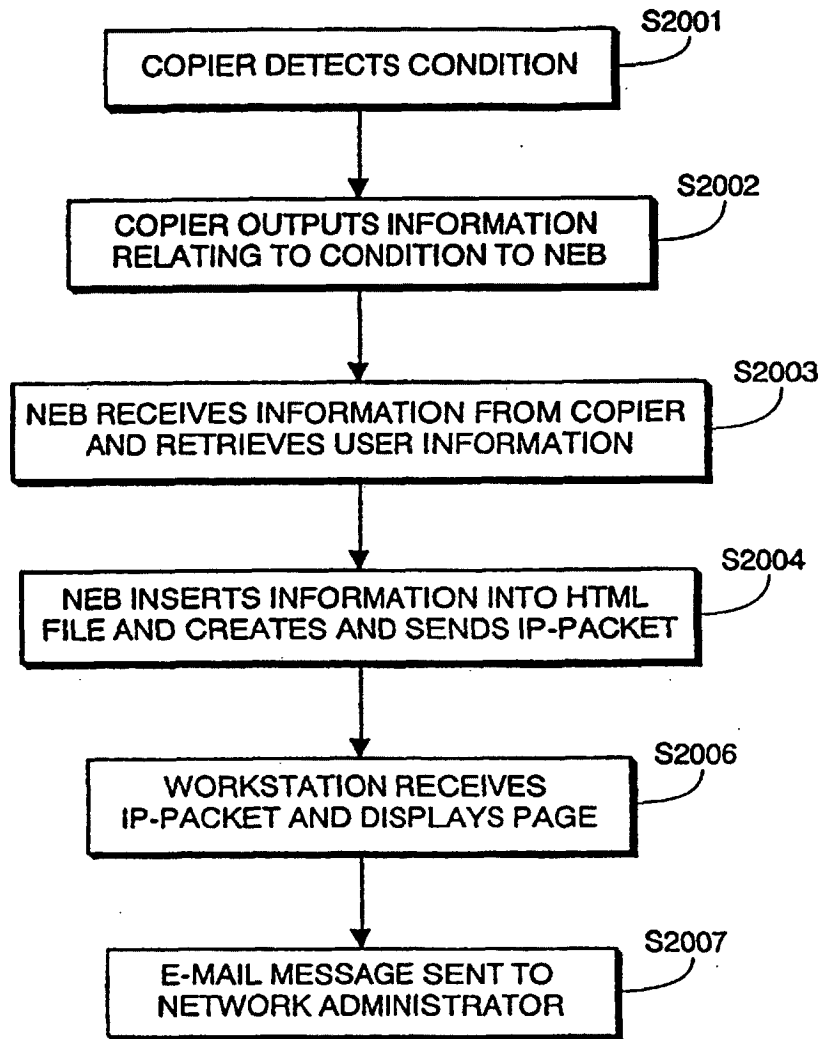 S2001
COPIER DETECTS CONDITION
S2002
COPIER OUTPUTS INFORMATION
RELATING TO CONDITION TO NEB
S2003
NEB RECEIVES INFORMATION FROM COPIER
AND RETRIEVES USER INFORMATION
S2004
NEB INSERTS INFORMATION INTO HTML
FILE AND CREATES AND SENDS IP-PACKET
S2006
WORKSTATION RECEIVES
IP-PACKET AND DISPLAYS PAGE
S2007
E-MAIL MESSAGE SENT TO
NETWORK ADMINISTRATOR